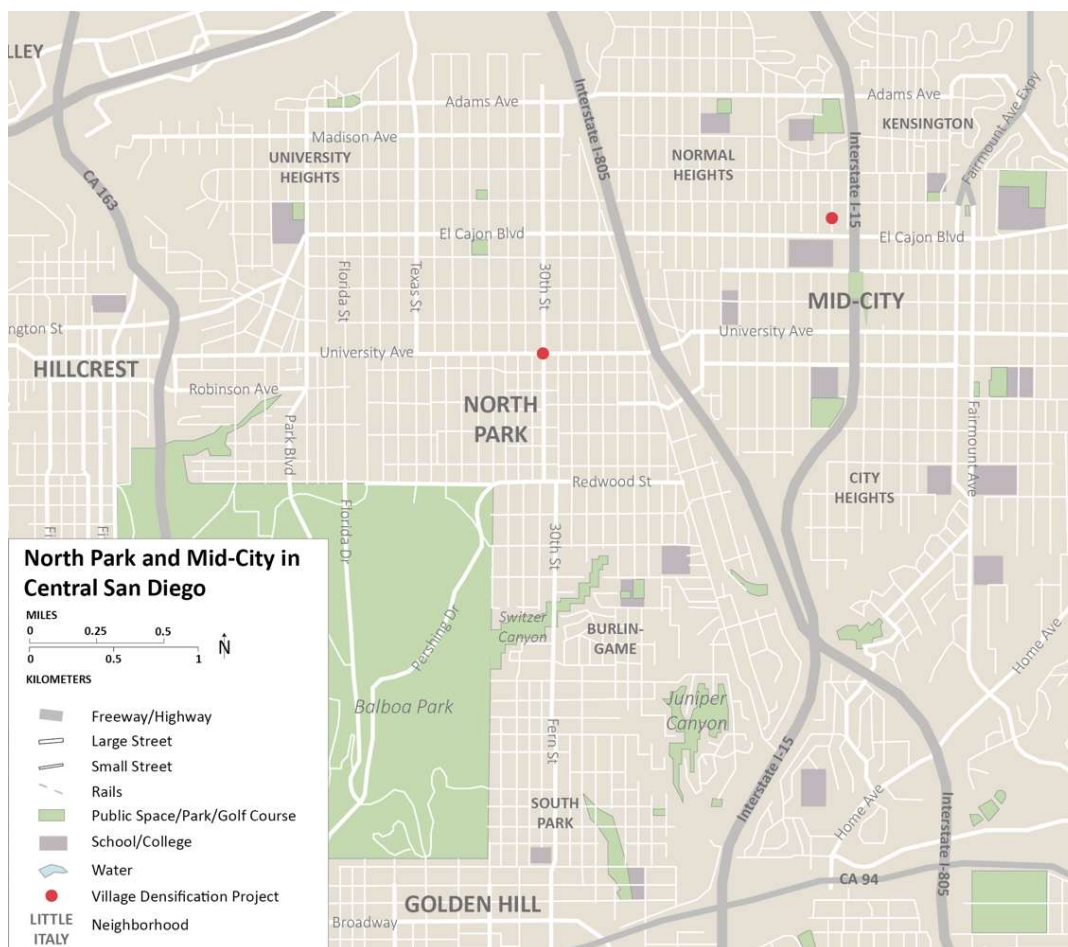 LLEY
Adams Ave
Adams Ave
Madison Ave
KENSINGTON
Fairmount Ave Expy
UNIVERSITY
HEIGHTS
NORMAL
HEIGHTS
Interstate I-805
Interstate I-15
CA 163
El Cajon Blvd
El Cajon Blvd
Florida St
Texas St
30th St
MID-CITY
ngton St
University Ave
University Ave
HILLCREST
Robinson Ave
NORTH
PARK
Park Blvd
Fairmount Ave
Redwood St
CITY
HEIGHTS
Fi
Fi
Florida Dr
30th St
Pershing Dr
Switzer
Canyon
BURLIN-
GAME
Home Ave
Balboa Park
Juniper
Canyon
Fern St
Interstate I-15
SOUTH
PARK
Home Ave
Interstate I-805
CA 94
GOLDEN HILL
Broadway
North Park and Mid-City in
Central San Diego
MILES
0 0.25 0.5
0 0.5 1
N
KILOMETERS
Freeway/Highway
Large Street
Small Street
Rails
Public Space/Park/Golf Course
School/College
Water
Village Densification Project
LITTLE
ITALY
Neighborhood